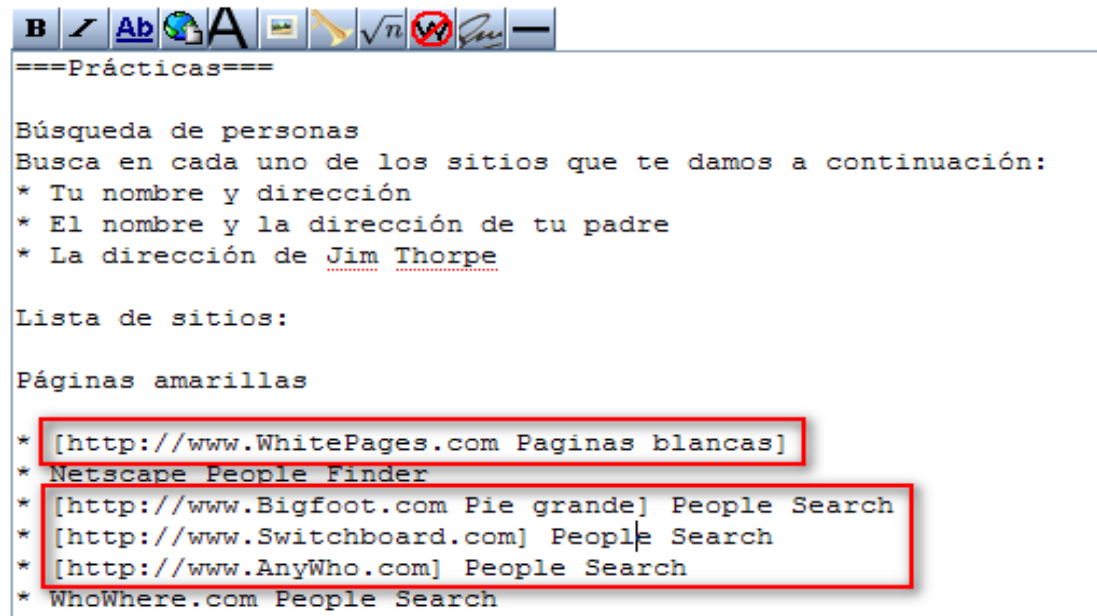 B I Ab A √n W
===Prácticas===
Búsqueda de personas
Busca en cada uno de los sitios que te damos a continuación:
* Tu nombre y dirección
* El nombre y la dirección de tu padre
* La dirección de Jim Thorpe
Lista de sitios:
Páginas amarillas
* [http://www.WhitePages.com Paginas blancas]
* Netscape People Finder
* [http://www.Bigfoot.com Pie grande] People Search
* [http://www.Switchboard.com] People Search
* [http://www.AnyWho.com] People Search
* WhoWhere.com People Search